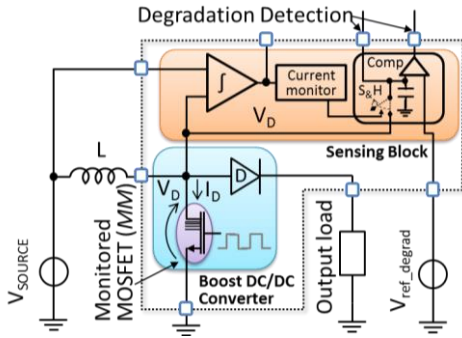 Degradation Detection
Comp
∫
Current
monitor
S&H
V_D
Sensing Block
L
V_D
I_D
D
Monitored
MOSFET (MM)
Boost DC/DC
Converter
V_SOURCE
Output load
V_ref_degrad